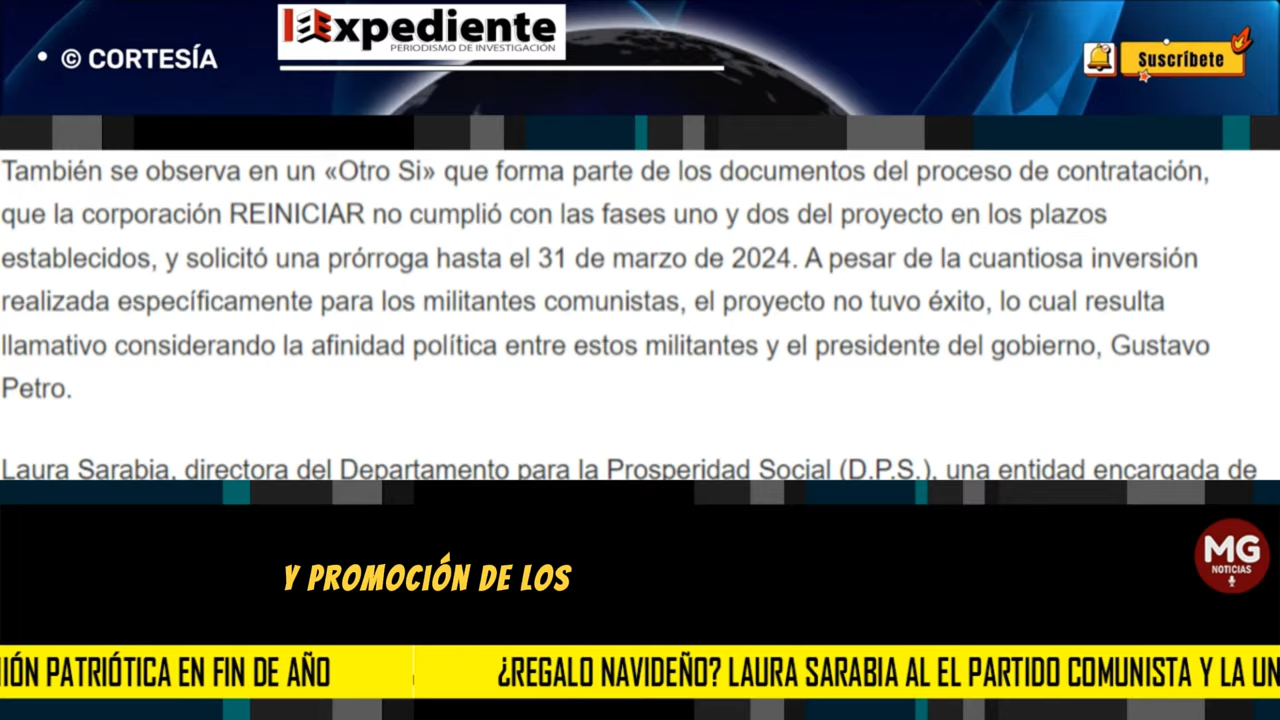 • © CORTESÍA
Expediente
PERIODISMO DE INVESTIGACIÓN
Suscríbete
También se observa en un «Otro Si» que forma parte de los documentos del proceso de contratación,
que la corporación REINICIAR no cumplió con las fases uno y dos del proyecto en los plazos
establecidos, y solicitó una prórroga hasta el 31 de marzo de 2024. A pesar de la cuantiosa inversión
realizada específicamente para los militantes comunistas, el proyecto no tuvo éxito, lo cual resulta
llamativo considerando la afinidad política entre estos militantes y el presidente del gobierno, Gustavo
Petro.
Laura Sarabia, directora del Departamento para la Prosperidad Social (D.P.S.), una entidad encargada de
Y PROMOCIÓN DE LOS
MG
NOTICIAS
IÓN PATRIÓTICA EN FIN DE AÑO
¿REGALO NAVIDEÑO? LAURA SARABIA AL EL PARTIDO COMUNISTA Y LA UN